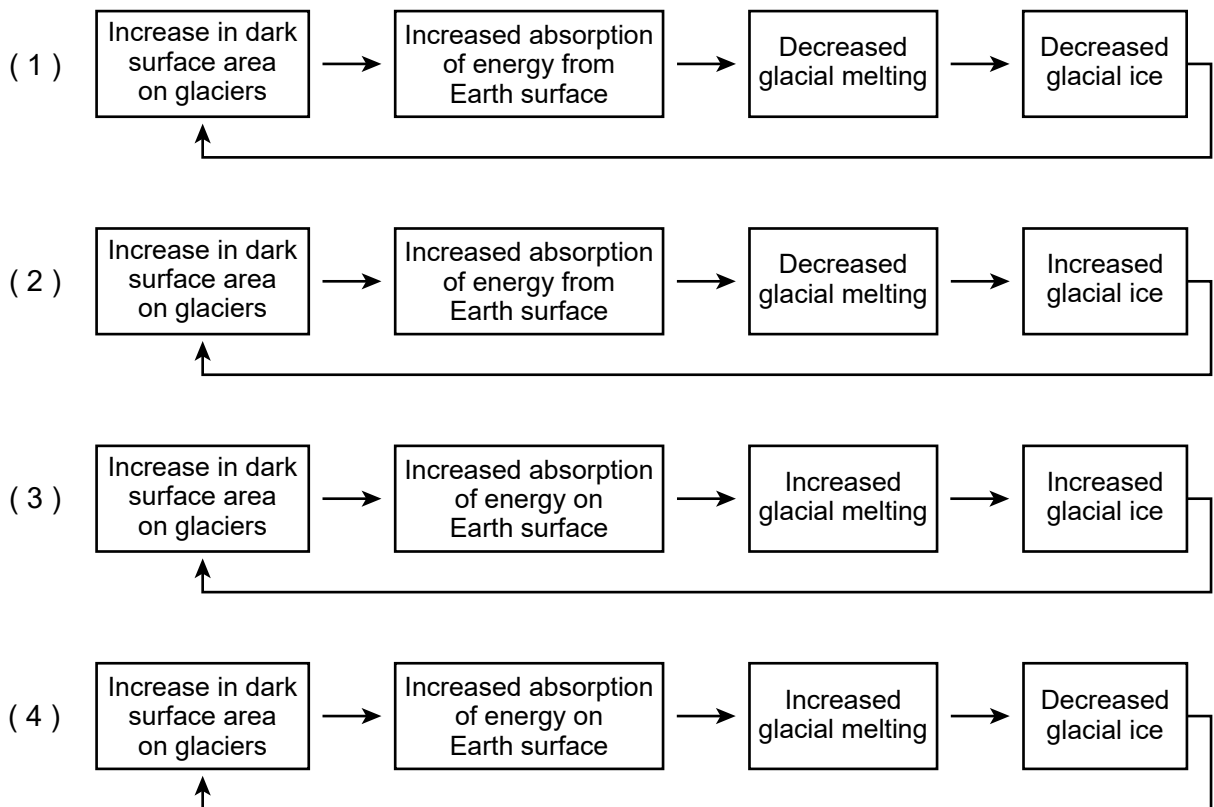 ( 1 )
Increase in dark
surface area
on glaciers
Increased absorption
of energy from
Earth surface
Decreased
glacial melting
Decreased
glacial ice
( 2 )
Increase in dark
surface area
on glaciers
Increased absorption
of energy from
Earth surface
Decreased
glacial melting
Increased
glacial ice
( 3 )
Increase in dark
surface area
on glaciers
Increased absorption
of energy on
Earth surface
Increased
glacial melting
Increased
glacial ice
( 4 )
Increase in dark
surface area
on glaciers
Increased absorption
of energy on
Earth surface
Increased
glacial melting
Decreased
glacial ice